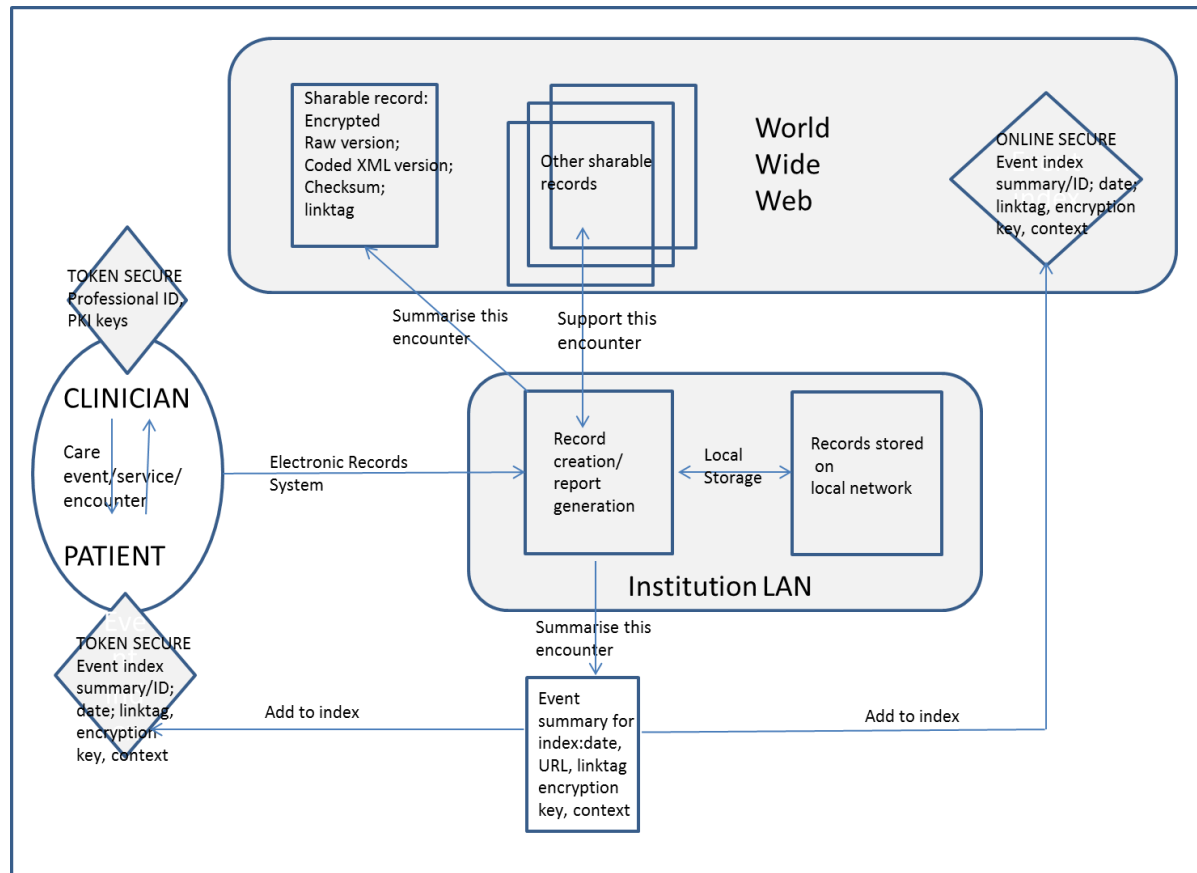 Sharable record:
Encrypted
Raw version;
Coded XML version;
Checksum;
linktag
Other sharable
records
World
Wide
Web
ONLINE SECURE
Event index
summary/ID; date;
linktag, encryption
key, context
TOKEN SECURE
Professional ID,
PKI keys
Summarise this
encounter
Support this
encounter
CLINICIAN
Care
event/service/
encounter
PATIENT
Electronic Records
System
Record
creation/
report
generation
Local
Storage
Records stored
on
local network
Institution LAN
Summarise this
encounter
TOKEN SECURE
Event index
summary/ID;
date; linktag,
encryption
key, context
Add to index
Event
summary for
index:date,
URL, linktag
encryption
key, context
Add to index